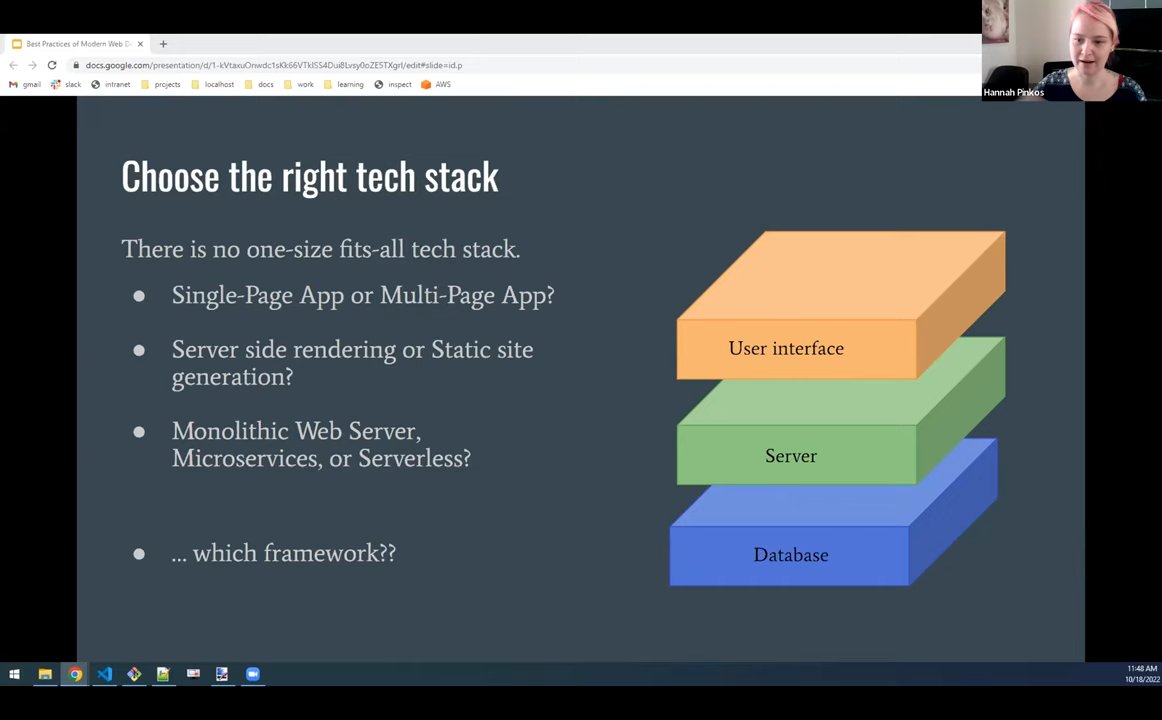 Best Practices of Modern Web D
docs.google.com/presentation/d/1-kVtaxuOnwdc1sKk66VTkISS4Dui8Lvsy0oZE5TXgrI/edit#slide=id.p
gmail
slack
intranet
projects
localhost
docs
work
learning
inspect
AWS
Hannah Pinkos
Choose the right tech stack
There is no one-size fits-all tech stack.
● Single-Page App or Multi-Page App?
● Server side rendering or Static site
generation?
● Monolithic Web Server,
Microservices, or Serverless?
● ... which framework??
User interface
Server
Database
11:48 AM
10/18/2022